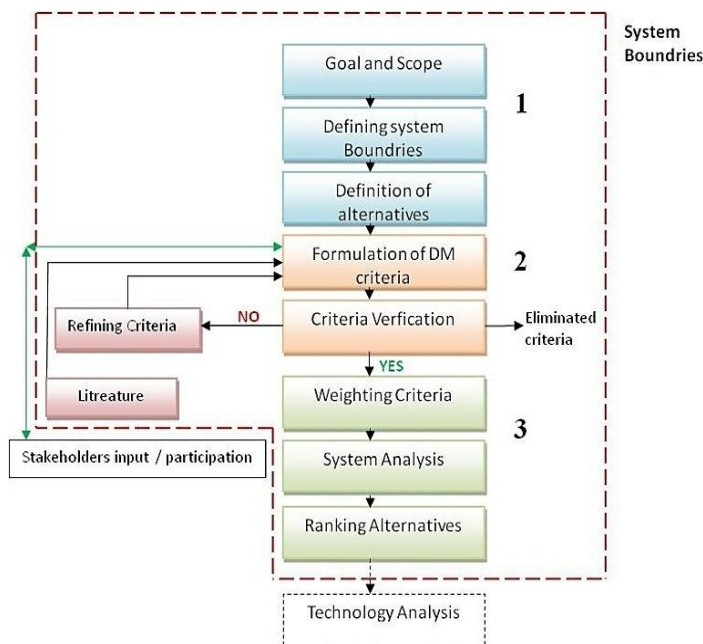 System
Boundries
Goal and Scope
1
Defining system
Boundries
Definition of
alternatives
Formulation of DM
criteria
2
Refining Criteria
NO
Criteria Verfication
Eliminated
criteria
YES
Litreature
Weighting Criteria
3
Stakeholders input / participation
System Analysis
Ranking Alternatives
Technology Analysis